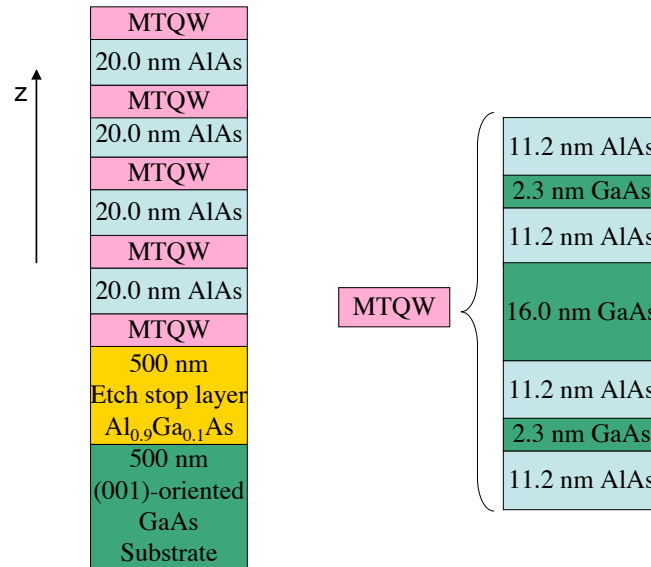 MTQW
20.0 nm AlAs
MTQW
20.0 nm AlAs
MTQW
20.0 nm AlAs
MTQW
20.0 nm AlAs
MTQW
500 nm
Etch stop layer
Al₀.₉Ga₀.₁As
500 nm
(001)-oriented
GaAs
Substrate
z
MTQW
11.2 nm AlAs
2.3 nm GaAs
11.2 nm AlAs
16.0 nm GaAs
11.2 nm AlAs
2.3 nm GaAs
11.2 nm AlAs